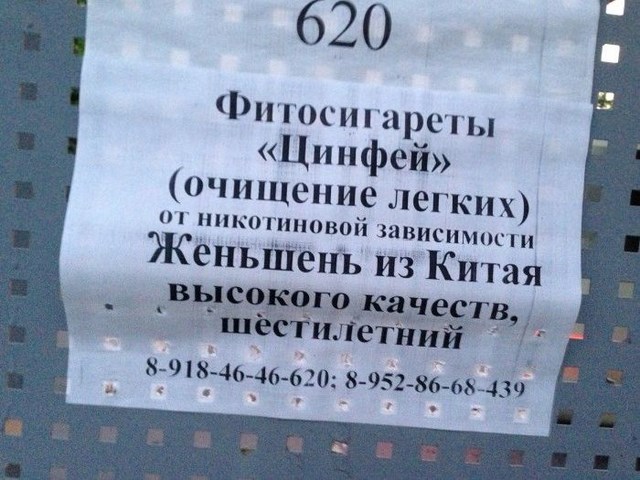 620
Фитосигареты
«Цинфей»
(очищение легких)
от никотиновой зависимости
Женьшень из Китая
высокого качеств,
шестилетний
8-918-46-46-620; 8-952-86-68-439